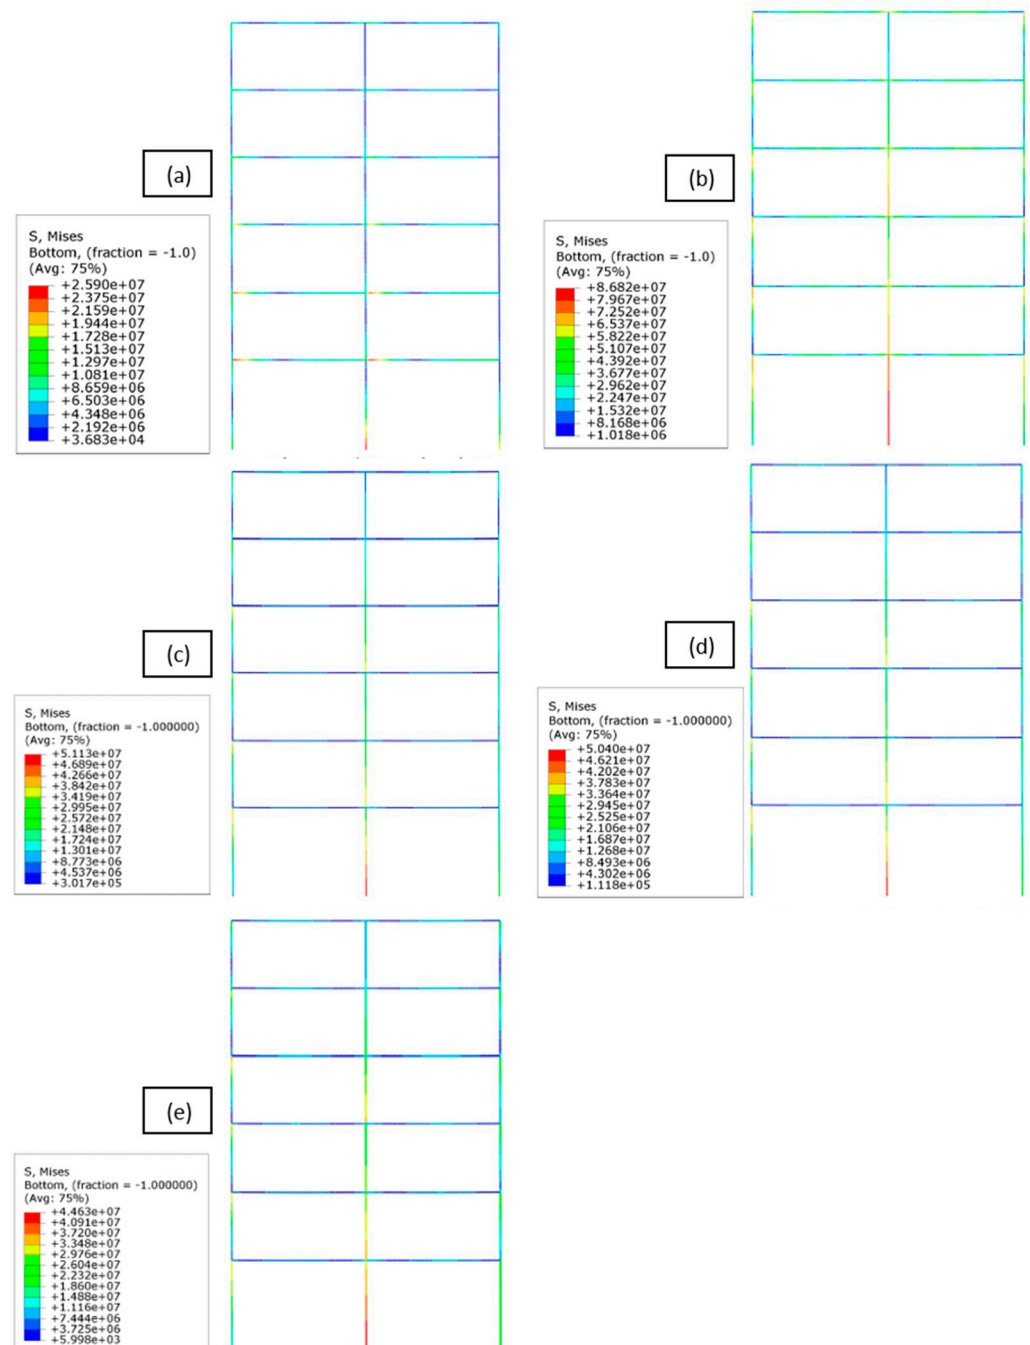 (a)
S, Mises
Bottom, (fraction = -1.0)
(Avg: 75%)
+2.590e+07
+2.375e+07
+2.159e+07
+1.944e+07
+1.728e+07
+1.513e+07
+1.297e+07
+1.081e+07
+8.659e+06
+6.503e+06
+4.348e+06
+2.192e+06
+3.683e+04
(b)
S, Mises
Bottom, (fraction = -1.0)
(Avg: 75%)
+8.682e+07
+7.967e+07
+7.252e+07
+6.537e+07
+5.822e+07
+5.107e+07
+4.392e+07
+3.677e+07
+2.962e+07
+2.247e+07
+1.532e+07
+8.168e+06
+1.018e+06
(c)
S, Mises
Bottom, (fraction = -1.000000)
(Avg: 75%)
+5.113e+07
+4.689e+07
+4.266e+07
+3.842e+07
+3.419e+07
+2.995e+07
+2.572e+07
+2.148e+07
+1.724e+07
+1.301e+07
+8.773e+06
+4.537e+06
+3.017e+05
(d)
S, Mises
Bottom, (fraction = -1.000000)
(Avg: 75%)
+5.040e+07
+4.621e+07
+4.202e+07
+3.783e+07
+3.364e+07
+2.945e+07
+2.525e+07
+2.106e+07
+1.687e+07
+1.268e+07
+8.493e+06
+4.302e+06
+1.118e+05
(e)
S, Mises
Bottom, (fraction = -1.000000)
(Avg: 75%)
+4.463e+07
+4.091e+07
+3.720e+07
+3.348e+07
+2.976e+07
+2.604e+07
+2.232e+07
+1.860e+07
+1.488e+07
+1.116e+07
+7.444e+06
+3.725e+06
+5.998e+03